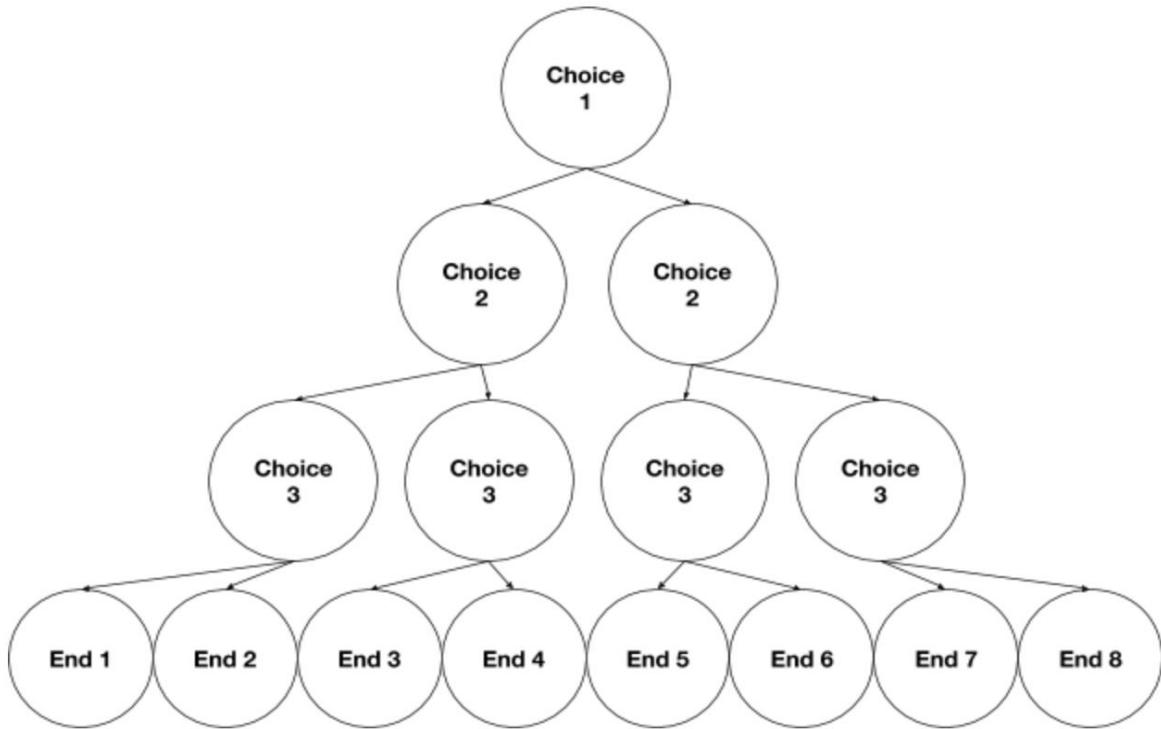 Choice
1
Choice
2
Choice
2
Choice
3
Choice
3
Choice
3
Choice
3
End 1
End 2
End 3
End 4
End 5
End 6
End 7
End 8